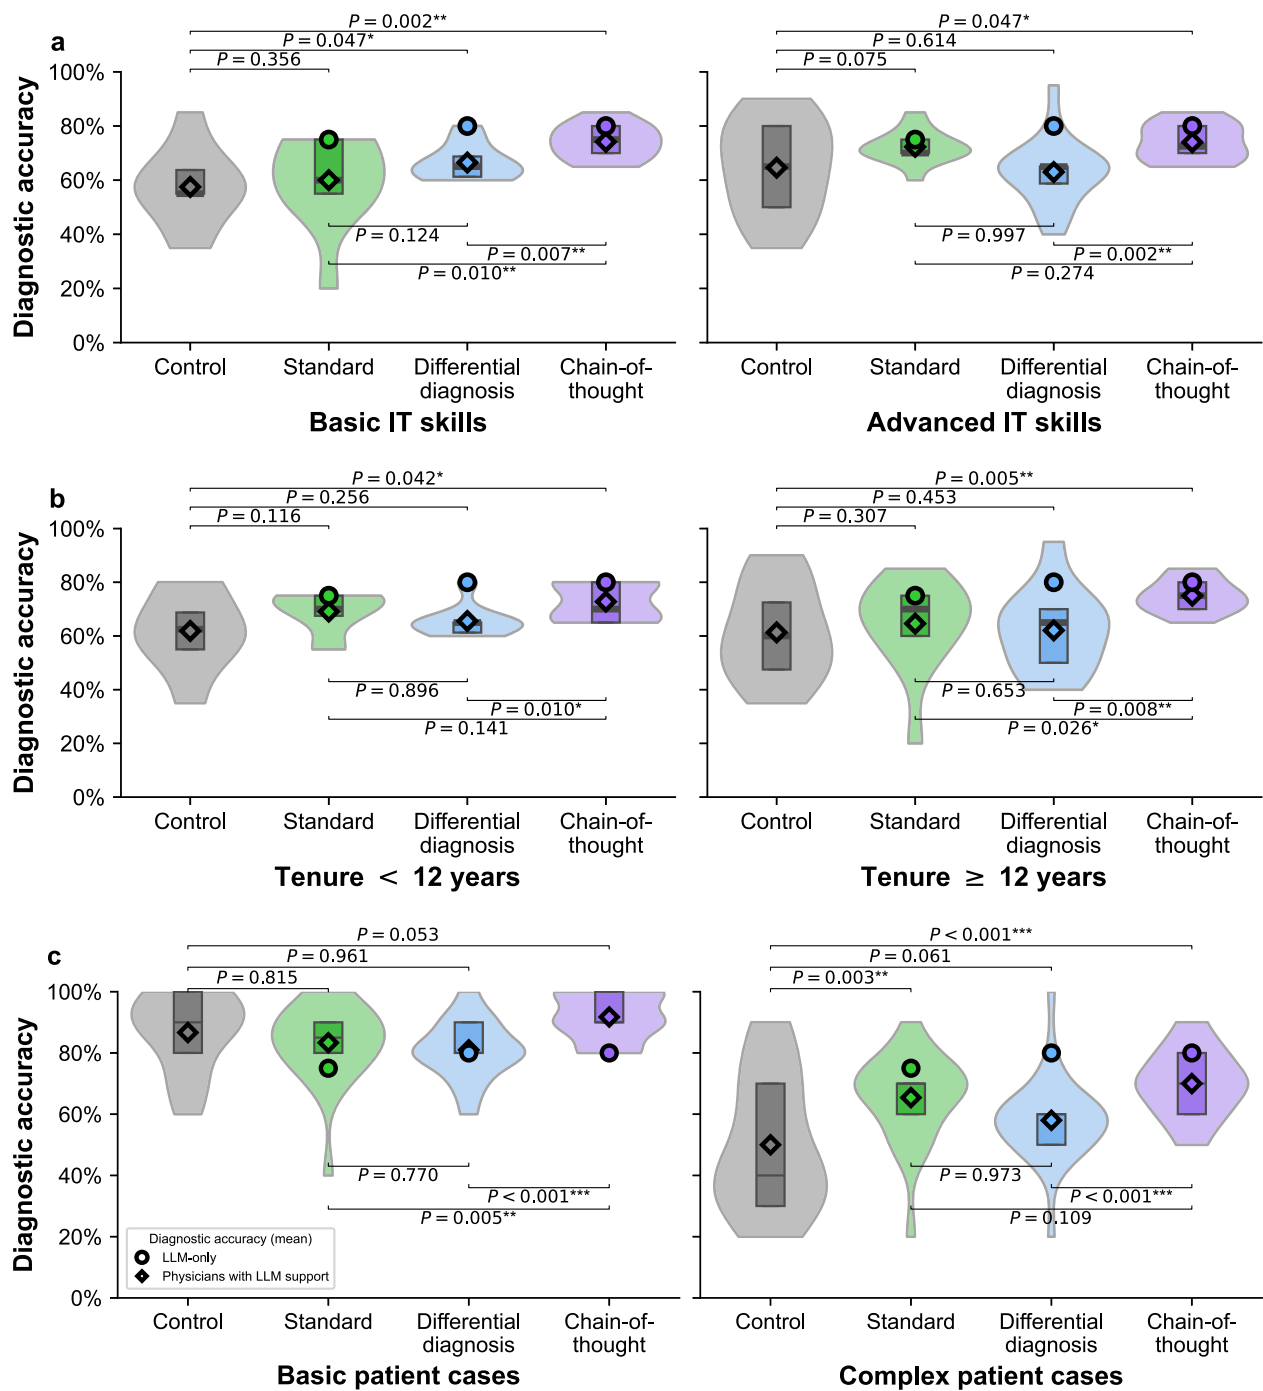 a
P = 0.002**
P = 0.047*
P = 0.356
Diagnostic accuracy
100%
80%
60%
40%
20%
0%
P = 0.124
P = 0.007**
P = 0.010**
Control
Standard
Differential
diagnosis
Chain-of-
thought
Basic IT skills
P = 0.047*
P = 0.614
P = 0.075
P = 0.997
P = 0.002**
P = 0.274
Control
Standard
Differential
diagnosis
Chain-of-
thought
Advanced IT skills
b
P = 0.042*
P = 0.256
P = 0.116
Diagnostic accuracy
100%
80%
60%
40%
20%
0%
P = 0.896
P = 0.010*
P = 0.141
Control
Standard
Differential
diagnosis
Chain-of-
thought
Tenure < 12 years
P = 0.005**
P = 0.453
P = 0.307
P = 0.653
P = 0.008**
P = 0.026*
Control
Standard
Differential
diagnosis
Chain-of-
thought
Tenure ≥ 12 years
c
P = 0.053
P = 0.961
P = 0.815
Diagnostic accuracy
100%
80%
60%
40%
20%
0%
P = 0.770
P < 0.001***
P = 0.005**
Diagnostic accuracy (mean)
LLM-only
Physicians with LLM support
Control
Standard
Differential
diagnosis
Chain-of-
thought
Basic patient cases
P < 0.001***
P = 0.061
P = 0.003**
P = 0.973
P < 0.001***
P = 0.109
Control
Standard
Differential
diagnosis
Chain-of-
thought
Complex patient cases